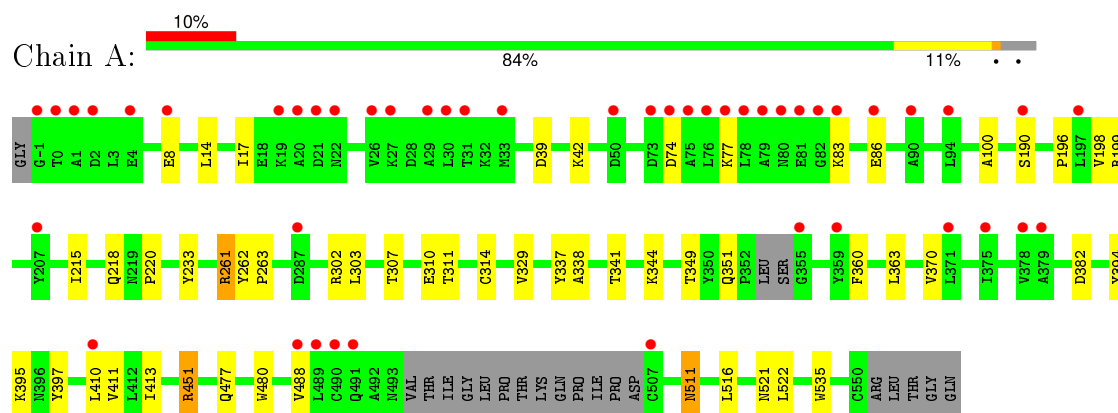 10%
Chain A:
84% 11% • •
GLY G-1 T0 A1 D2 L3 E4 E8 L14 I17 E18 K19 A20 D21 N22 V26 K27 D28 A29 L30 T31 K32 M33 D39 K42 D50 D73 D74 A75 L76 K77 L78 A79 N80 E81 G82 K83 E86 A90 L94 A100 S190 P196 L197 V198
Y207 I215 Q218 N219 P220 Y233 R261 Y262 P263 D287 R302 L303 T307 E310 T311 C314 V329 Y337 A338 T341 K344 T349 Y350 Q351 P352 LEU SER G355 Y359 F360 L363 V370 L371 I375 V378 A379 D382
K395 N396 Y397 L410 V411 L412 I413 R451 Q477 W480 V488 L489 C490 Q491 A492 N493 VAL THR ILE GLY LEU PRO THR LYS GLN PRO ILE PRO ASP C507 N511 L516 N521 L522 W535 C550 ARG LEU THR GLY GLN